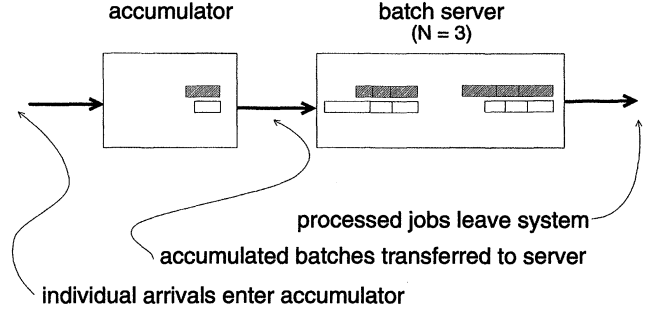 accumulator
batch server
(N = 3)
processed jobs leave system
accumulated batches transferred to server
individual arrivals enter accumulator